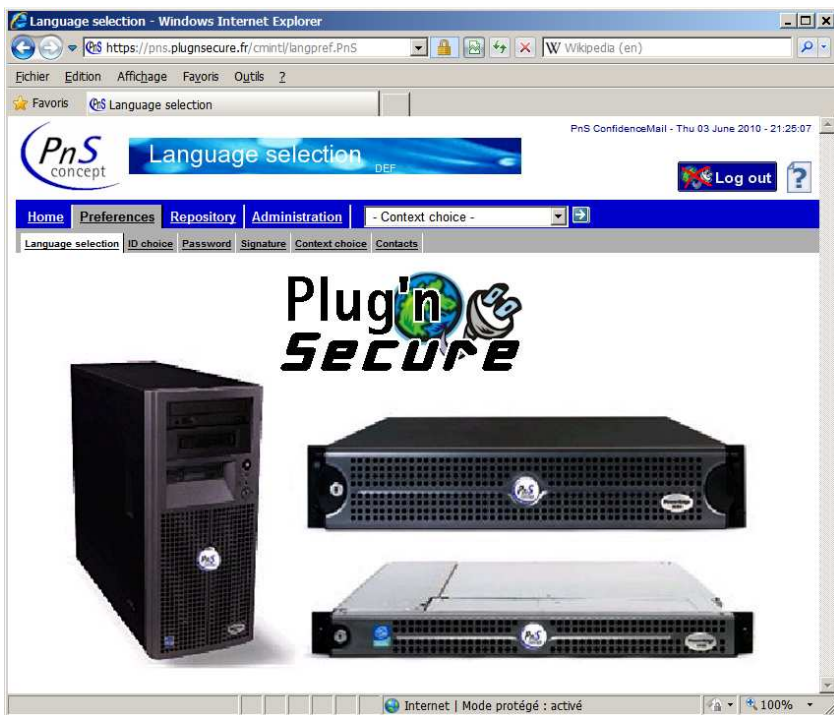 Language selection - Windows Internet Explorer
https://pns.plugnsecure.fr/cmintl/langpref.PnS
Wikipedia (en)
Fichier Edition Affichage Favoris Outils ?
Favoris Language selection
PnS ConfidenceMail - Thu 03 June 2010 - 21:25:07
PnS
concept
Language selection
DEF
Log out ?
Home Preferences Repository Administration - Context choice -
Language selection ID choice Password Signature Context choice Contacts
Plug'n
Secure
PnS
PnS
PnS
Internet | Mode protégé : activé
100%